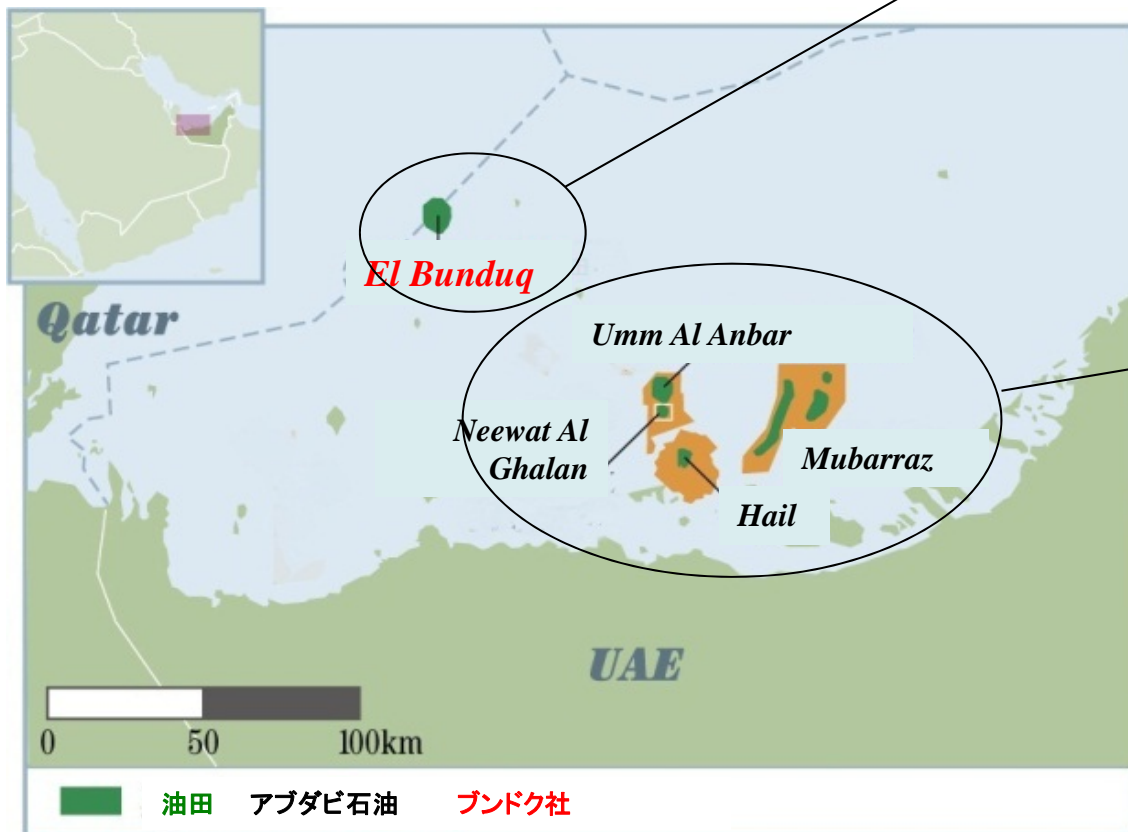 El Bunduq
Qatar
Umm Al Anbar
Neewat Al
Ghalan
Mubarraz
Hail
UAE
0 50 100km
油田 アブダビ石油 ブンドク社